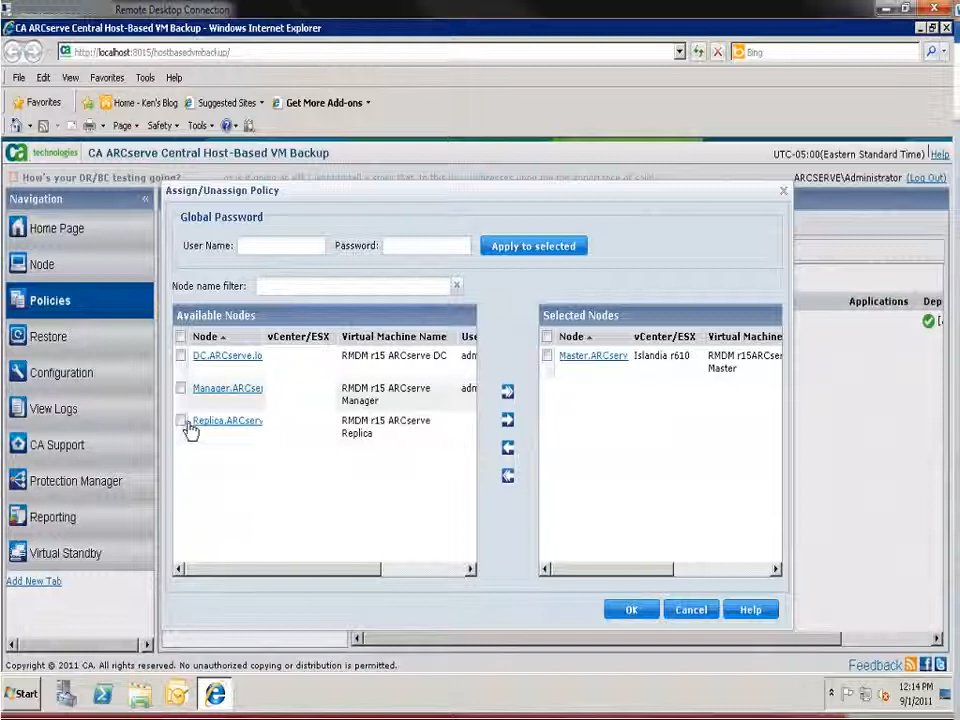 Remote Desktop Connection
CA ARCserve Central Host-Based VM Backup - Windows Internet Explorer
http://localhost:8015/hostbasedvmbackup/
Bing
File Edit View Favorites Tools Help
Favorites Home - Ken's Blog Suggested Sites Get More Add-ons
Page Safety Tools
ca technologies CA ARCserve Central Host-Based VM Backup
UTC-05:00(Eastern Standard Time) Help
How's your DR/BC testing going?
ARCSERVE\Administrator (Log Out)
Navigation
Home Page
Node
Policies
Restore
Configuration
View Logs
CA Support
Protection Manager
Reporting
Virtual Standby
Add New Tab
Assign/Unassign Policy
Global Password
User Name: Password: Apply to selected
Node name filter:
Available Nodes
Node vCenter/ESX Virtual Machine Name Use
DC.ARCserve.lo RMDM r15 ARCserve DC adm
Manager.ARCser RMDM r15 ARCserve Manager adm
Replica.ARCserv RMDM r15 ARCserve Replica
Selected Nodes
Node vCenter/ESX Virtual Machine
Master.ARCserv Islandia r610 RMDM r15ARCser Master
OK Cancel Help
Applications Dep
Copyright © 2011 CA. All rights reserved. No unauthorized copying or distribution is permitted.
Feedback
Start
12:14 PM
9/1/2011